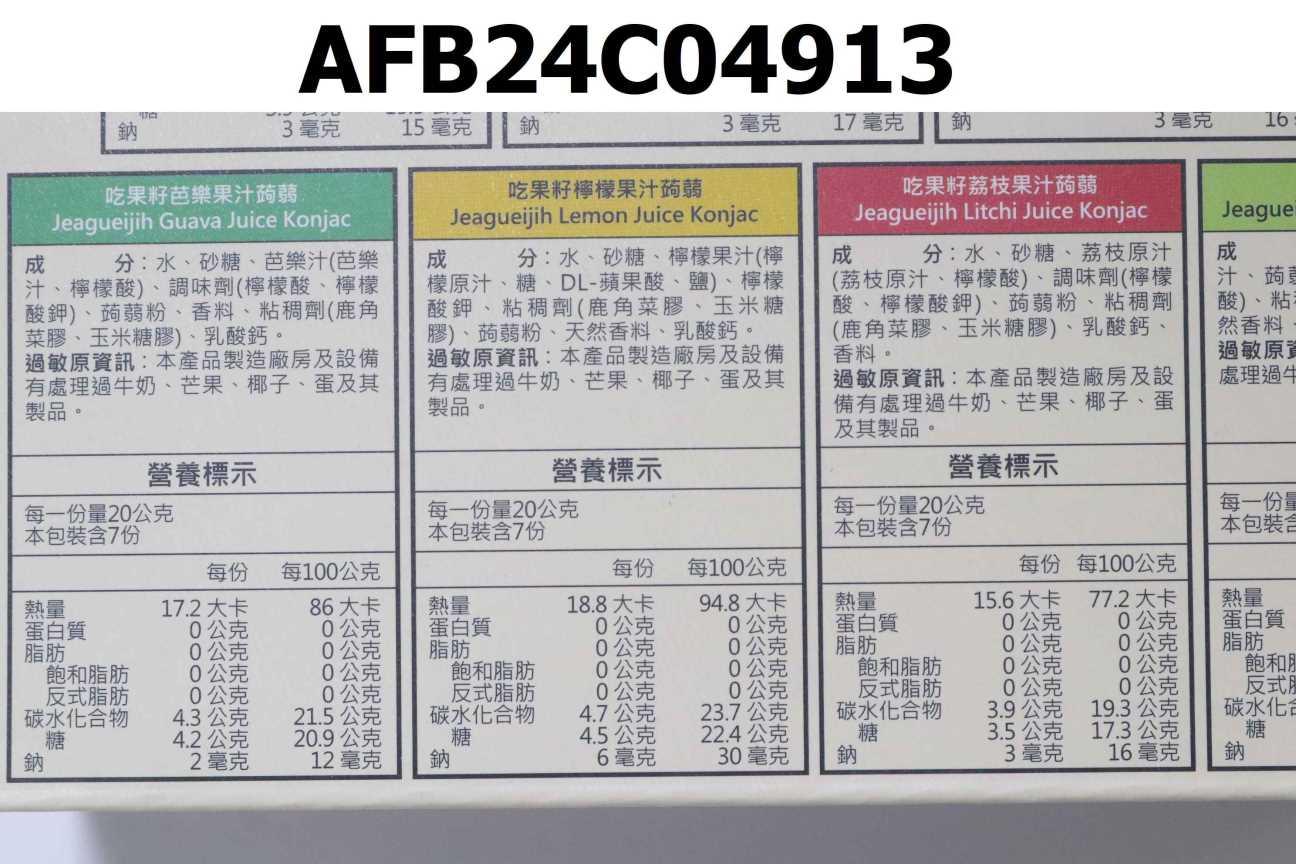 AFB24C04913
鈉 3 毫克 15 毫克
鈉 3 毫克 17 毫克
鈉 3 毫克 16
吃果籽芭樂果汁蒟蒻
Jeagueijih Guava Juice Konjac
成 分：水、砂糖、芭樂汁(芭樂
汁、檸檬酸)、調味劑(檸檬酸、檸檬
酸鉀)、蒟蒻粉、香料、粘稠劑(鹿角
菜膠、玉米糖膠)、乳酸鈣。
過敏原資訊：本產品製造廠房及設備
有處理過牛奶、芒果、椰子、蛋及其
製品。
營養標示
每一份量20公克
本包裝含7份
每份 每100公克
熱量 17.2 大卡 86 大卡
蛋白質 0 公克 0 公克
脂肪 0 公克 0 公克
飽和脂肪 0 公克 0 公克
反式脂肪 0 公克 0 公克
碳水化合物 4.3 公克 21.5 公克
糖 4.2 公克 20.9 公克
鈉 2 毫克 12 毫克
吃果籽檸檬果汁蒟蒻
Jeagueijih Lemon Juice Konjac
成 分：水、砂糖、檸檬果汁(檸
檬原汁、糖、DL-蘋果酸、鹽)、檸檬
酸鉀、粘稠劑(鹿角菜膠、玉米糖
膠)、蒟蒻粉、天然香料、乳酸鈣。
過敏原資訊：本產品製造廠房及設備
有處理過牛奶、芒果、椰子、蛋及其
製品。
營養標示
每一份量20公克
本包裝含7份
每份 每100公克
熱量 18.8 大卡 94.8 大卡
蛋白質 0 公克 0 公克
脂肪 0 公克 0 公克
飽和脂肪 0 公克 0 公克
反式脂肪 0 公克 0 公克
碳水化合物 4.7 公克 23.7 公克
糖 4.5 公克 22.4 公克
鈉 6 毫克 30 毫克
吃果籽荔枝果汁蒟蒻
Jeagueijih Litchi Juice Konjac
成 分：水、砂糖、荔枝原汁
(荔枝原汁、檸檬酸)、調味劑(檸檬
酸、檸檬酸鉀)、蒟蒻粉、粘稠劑
(鹿角菜膠、玉米糖膠)、乳酸鈣、
香料。
過敏原資訊：本產品製造廠房及設
備有處理過牛奶、芒果、椰子、蛋
及其製品。
營養標示
每一份量20公克
本包裝含7份
每份 每100公克
熱量 15.6 大卡 77.2 大卡
蛋白質 0 公克 0 公克
脂肪 0 公克 0 公克
飽和脂肪 0 公克 0 公克
反式脂肪 0 公克 0 公克
碳水化合物 3.9 公克 19.3 公克
糖 3.5 公克 17.3 公克
鈉 3 毫克 16 毫克
成
汁、蒟
酸)、粘
然香料、
過敏原
處理過
每一份
本包裝
熱量
蛋白質
脂肪
飽和
反式
碳水化
糖
鈉